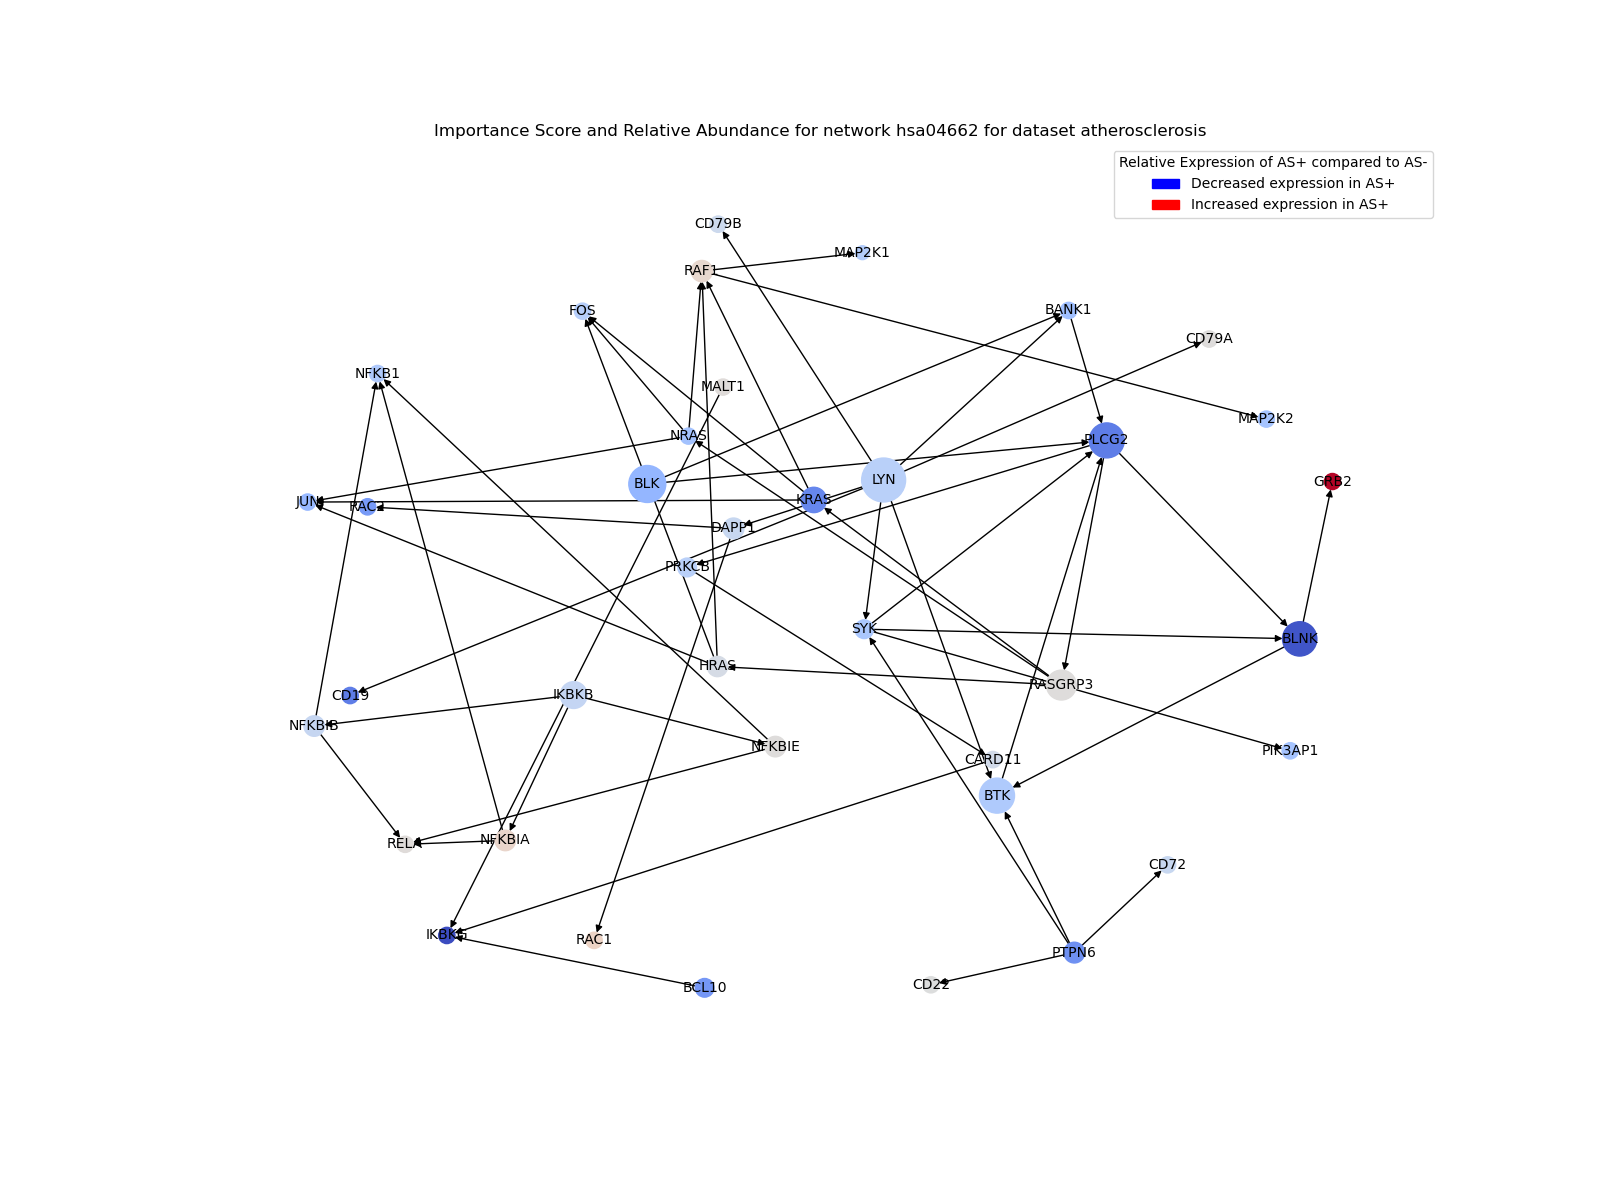 Importance Score and Relative Abundance for network hsa04662 for dataset atherosclerosis
Relative Expression of AS+ compared to AS-
Decreased expression in AS+
Increased expression in AS+
CD79B
MAP2K1
RAF1
FOS
BANK1
CD79A
NFKB1
MALT1
MAP2K2
NRAS
PLCG2
BLK
LYN
GRB2
JUN
KRAS
DAPP1
PRKCB
SYK
BLNK
HRAS
RASGRP3
CD19
IKBKB
NFKBIB
NFKBIE
PIK3AP1
CARD11
BTK
RELA
NFKBIA
CD72
IKBKG
RAC1
PTPN6
CD22
BCL10